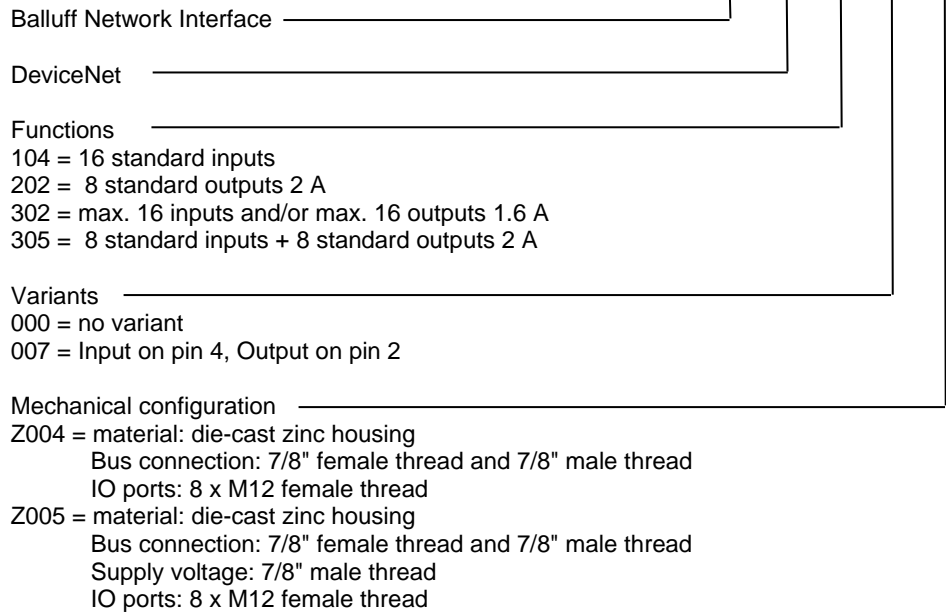 Balluff Network Interface
DeviceNet
Functions
104 = 16 standard inputs
202 = 8 standard outputs 2 A
302 = max. 16 inputs and/or max. 16 outputs 1.6 A
305 = 8 standard inputs + 8 standard outputs 2 A
Variants
000 = no variant
007 = Input on pin 4, Output on pin 2
Mechanical configuration
Z004 = material: die-cast zinc housing
Bus connection: 7/8" female thread and 7/8" male thread
IO ports: 8 x M12 female thread
Z005 = material: die-cast zinc housing
Bus connection: 7/8" female thread and 7/8" male thread
Supply voltage: 7/8" male thread
IO ports: 8 x M12 female thread